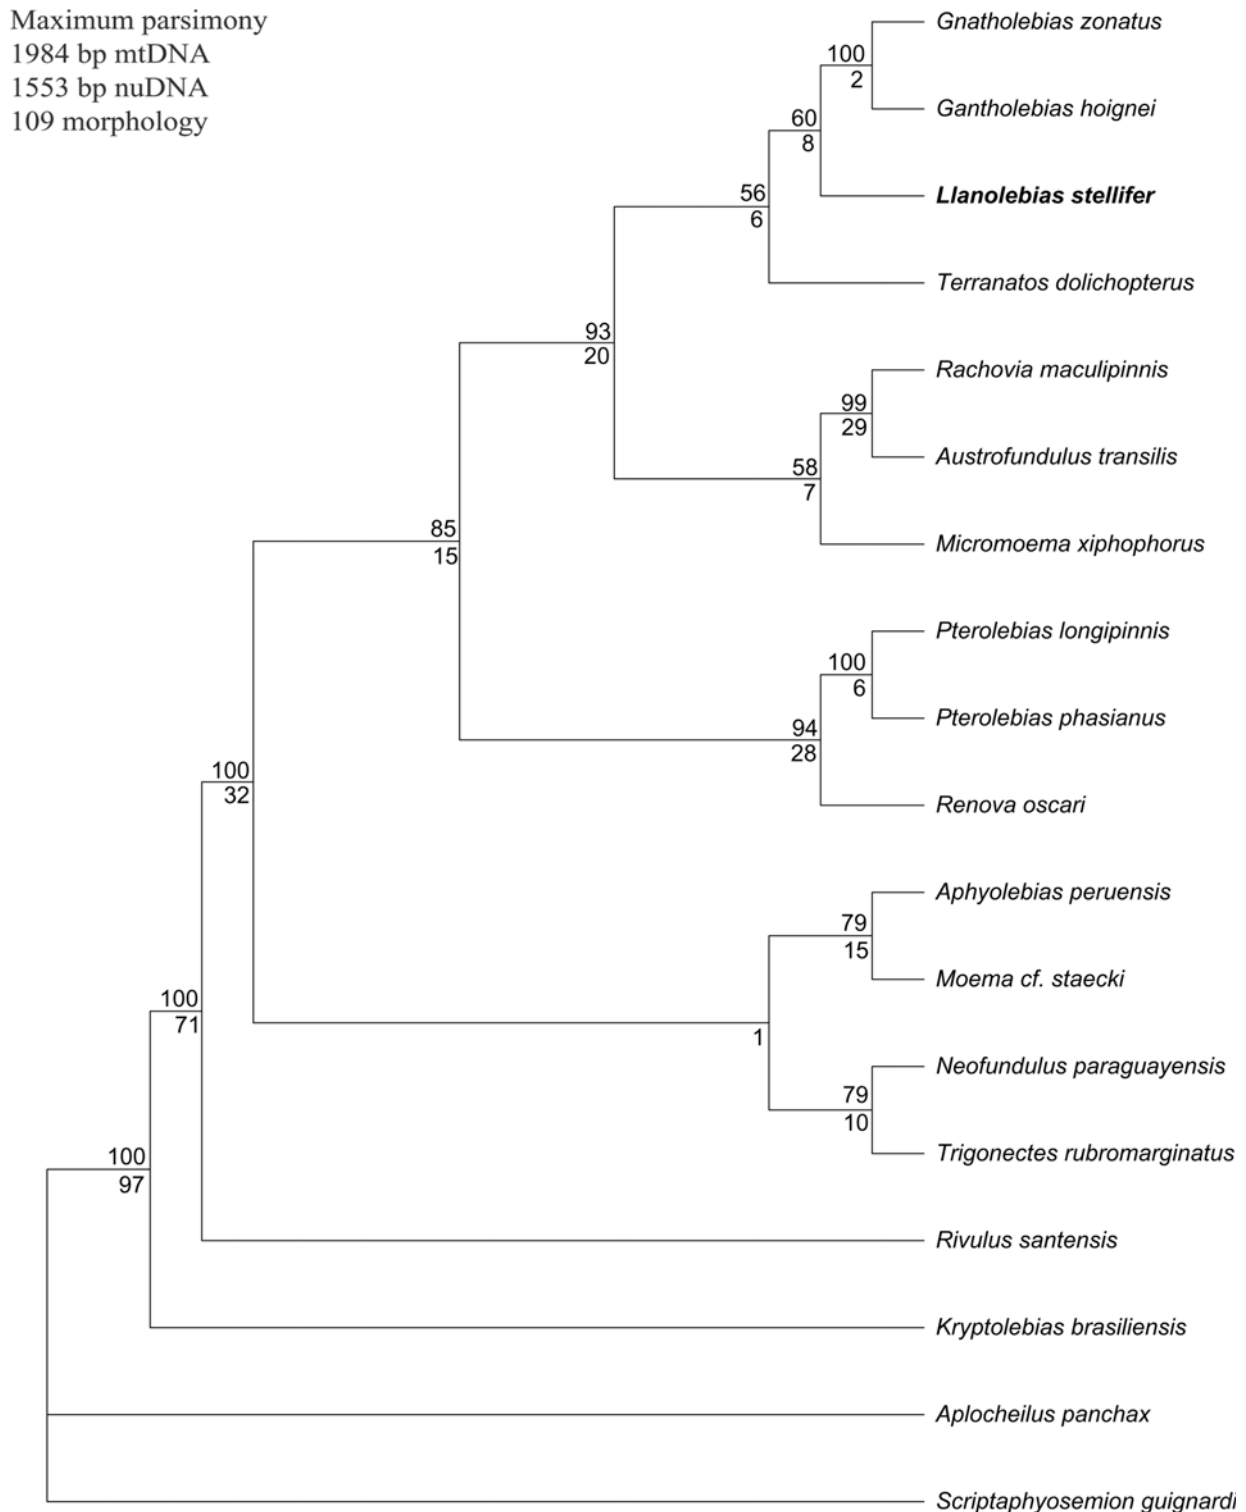 Maximum parsimony
1984 bp mtDNA
1553 bp nuDNA
109 morphology
Gnatholebias zonatus
100
2
Gantholebias hoignei
60
8
Llanolebias stellifer
56
6
Terranatos dolichopterus
93
20
Rachovia maculipinnis
99
29
Austrofundulus transilis
58
7
Micromoema xiphophorus
85
15
Pterolebias longipinnis
100
6
Pterolebias phasianus
94
28
Renova oscari
100
32
Aphyolebias peruensis
79
15
Moema cf. staecki
100
71
1
Neofundulus paraguayensis
79
10
Trigonectes rubromarginatus
100
97
Rivulus santensis
Kryptolebias brasiliensis
Aplocheilus panchax
Scriptaphyosemion guignardi